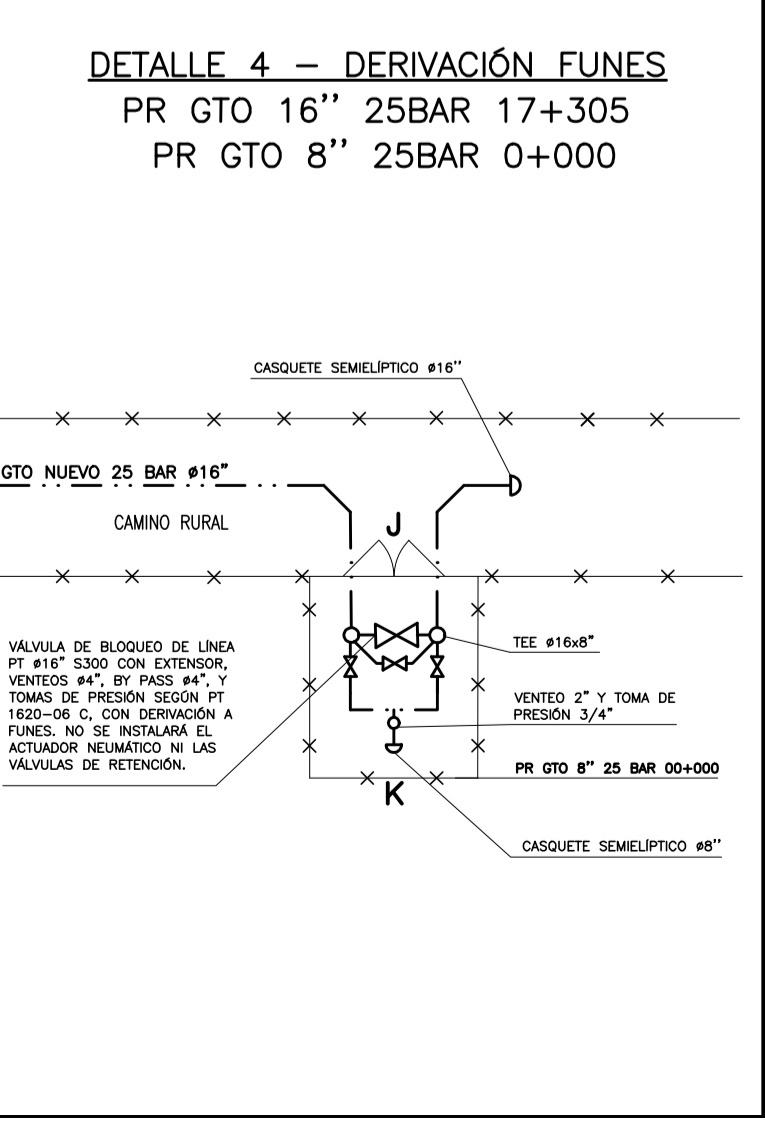 DETALLE 4 – DERIVACIÓN FUNES
PR GTO 16'' 25BAR 17+305
PR GTO 8'' 25BAR 0+000
CASQUETE SEMIELÍPTICO ø16''
GTO NUEVO 25 BAR ø16"
CAMINO RURAL
J
VÁLVULA DE BLOQUEO DE LÍNEA
PT ø16" S300 CON EXTENSOR,
VENTEOS ø4", BY PASS ø4", Y
TOMAS DE PRESIÓN SEGÚN PT
1620–06 C, CON DERIVACIÓN A
FUNES. NO SE INSTALARÁ EL
ACTUADOR NEUMÁTICO NI LAS
VÁLVULAS DE RETENCIÓN.
TEE ø16x8"
VENTEO 2" Y TOMA DE
PRESIÓN 3/4"
PR GTO 8" 25 BAR 00+000
K
CASQUETE SEMIELÍPTICO ø8''